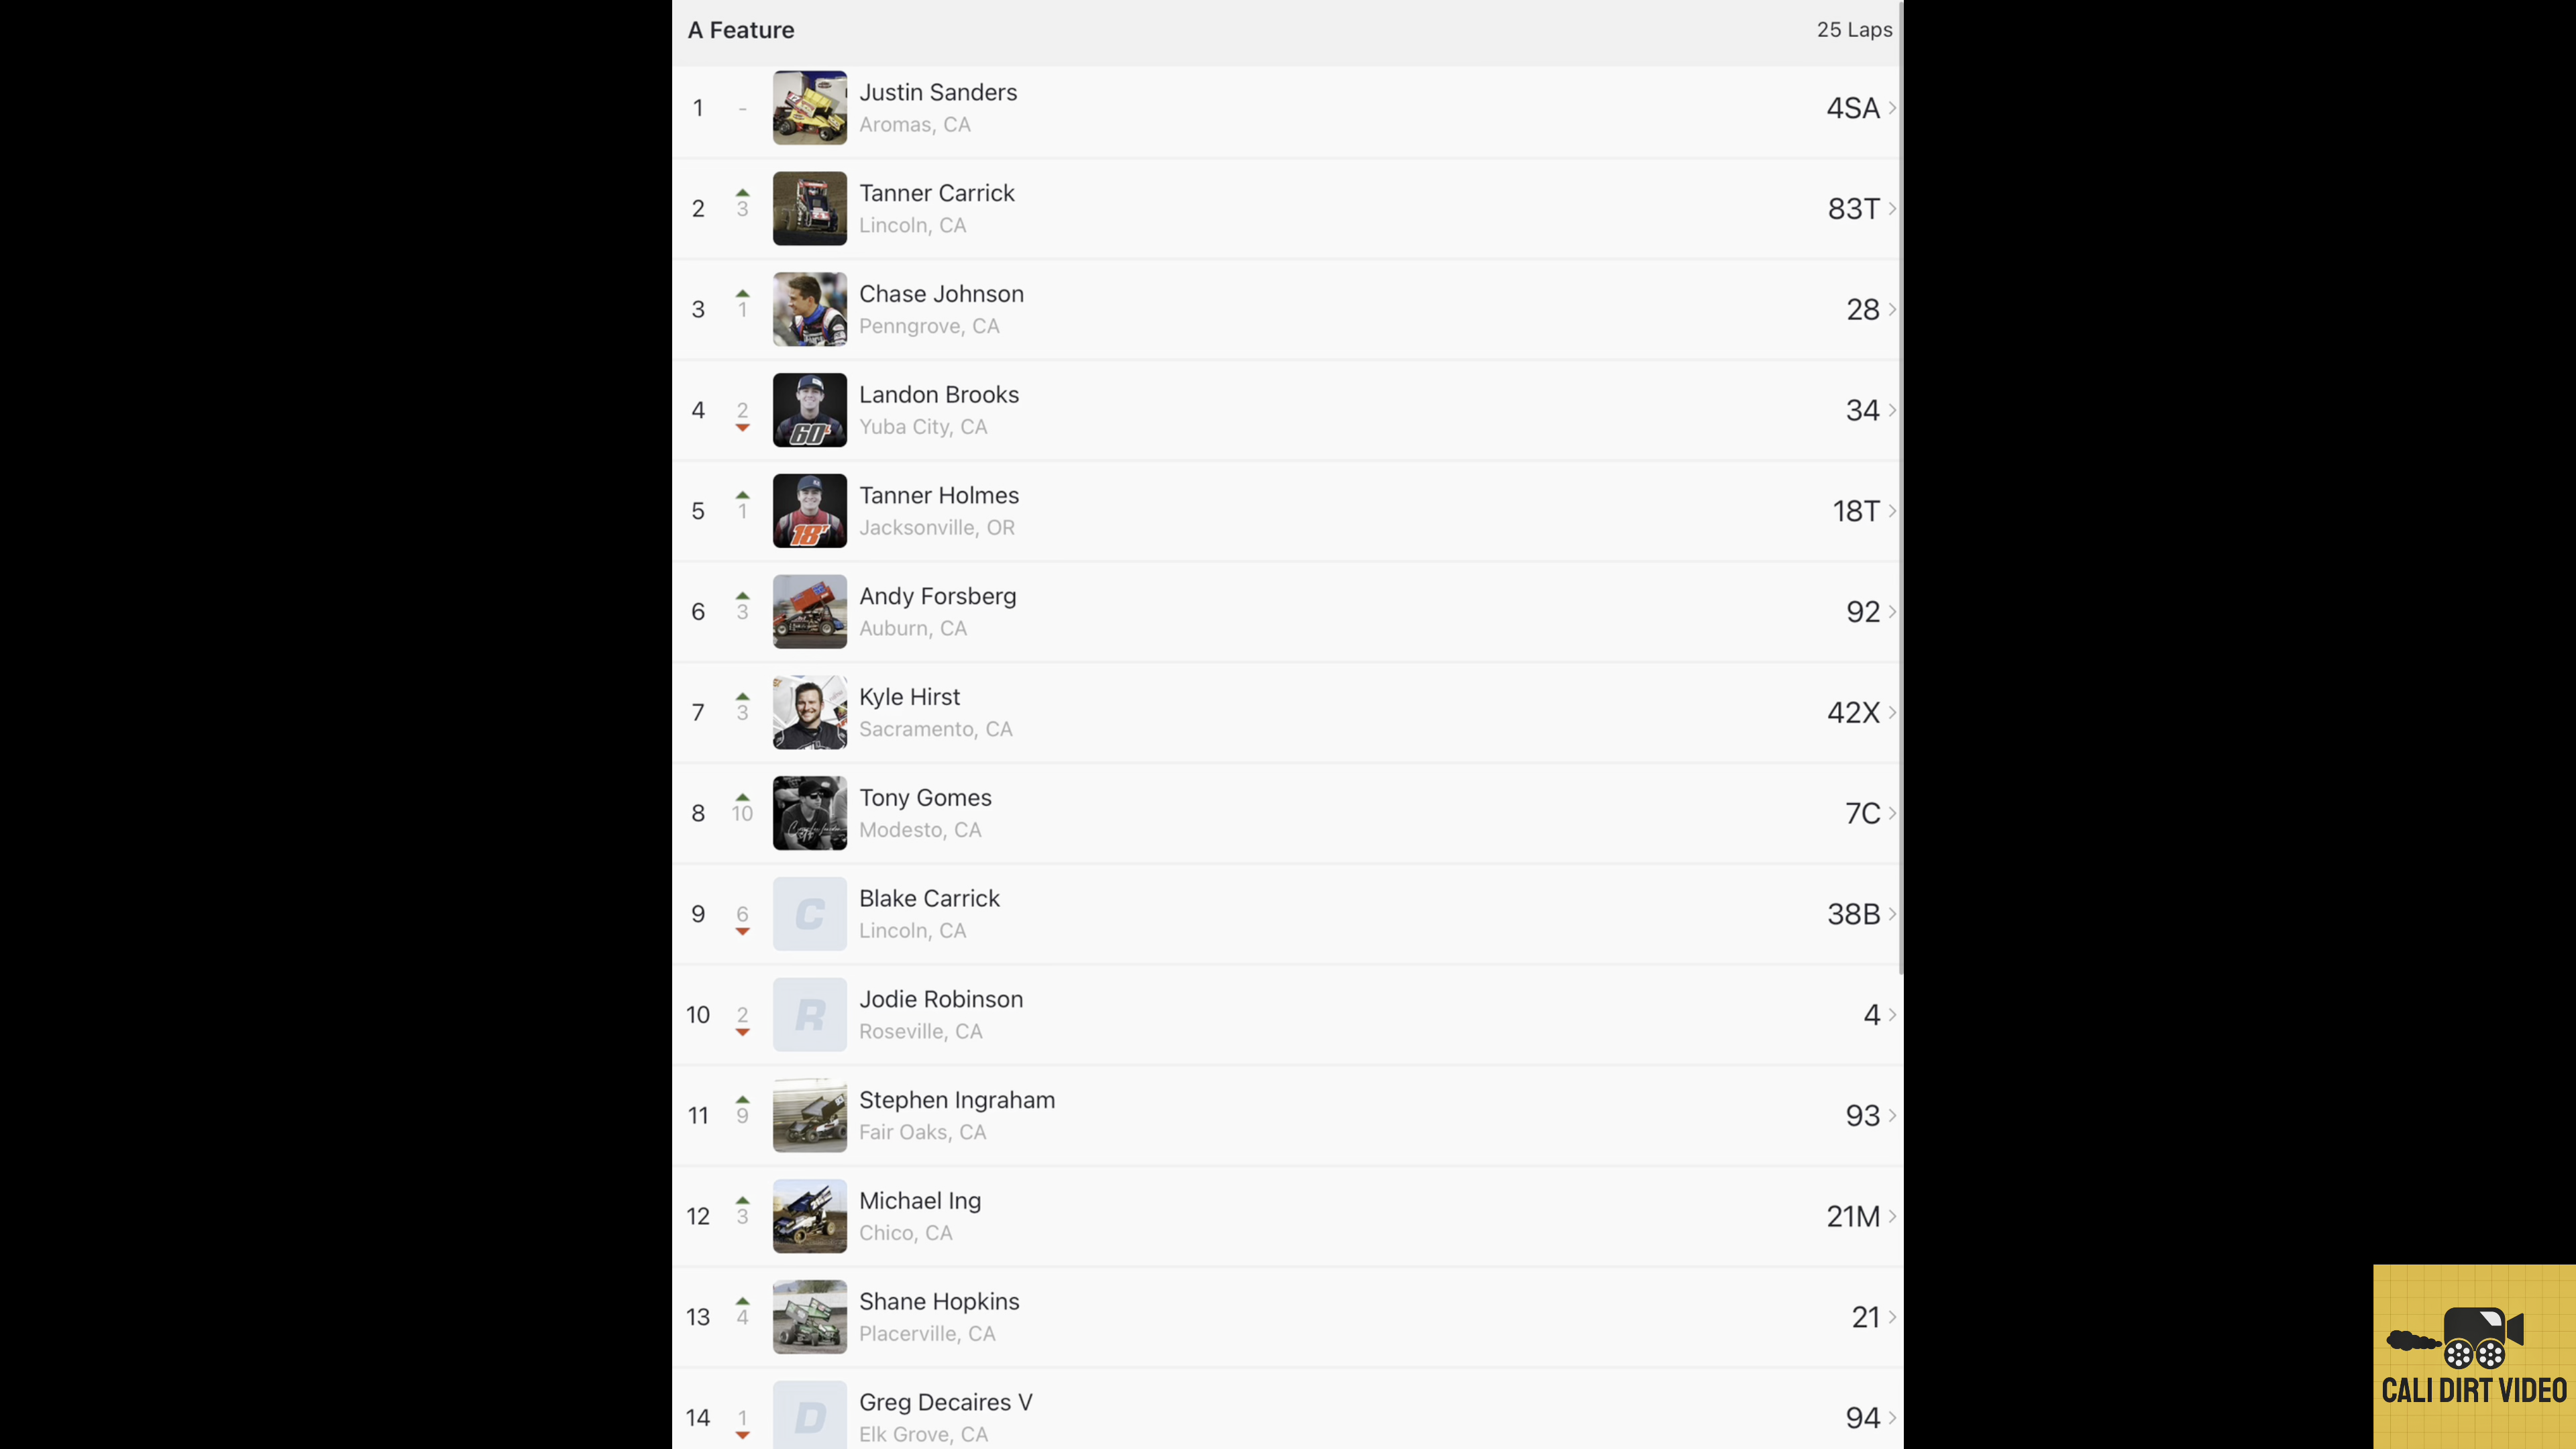 A Feature 25 Laps
1 - Justin Sanders 4SA
Aromas, CA
2 3 Tanner Carrick 83T
Lincoln, CA
3 1 Chase Johnson 28
Penngrove, CA
4 2 Landon Brooks 34
Yuba City, CA
60
5 1 Tanner Holmes 18T
Jacksonville, OR
18T
6 3 Andy Forsberg 92
Auburn, CA
7 3 Kyle Hirst 42X
Sacramento, CA
8 10 Tony Gomes 7C
Modesto, CA
9 6 C Blake Carrick 38B
Lincoln, CA
10 2 R Jodie Robinson 4
Roseville, CA
11 9 Stephen Ingraham 93
Fair Oaks, CA
12 3 Michael Ing 21M
Chico, CA
13 4 Shane Hopkins 21
Placerville, CA
14 1 D Greg Decaires V 94
Elk Grove, CA
CALI DIRT VIDEO